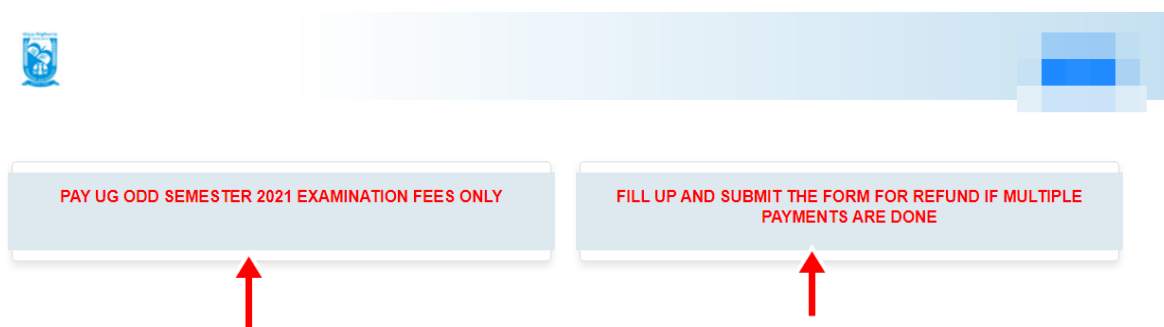 PAY UG ODD SEMESTER 2021 EXAMINATION FEES ONLY
FILL UP AND SUBMIT THE FORM FOR REFUND IF MULTIPLE
PAYMENTS ARE DONE